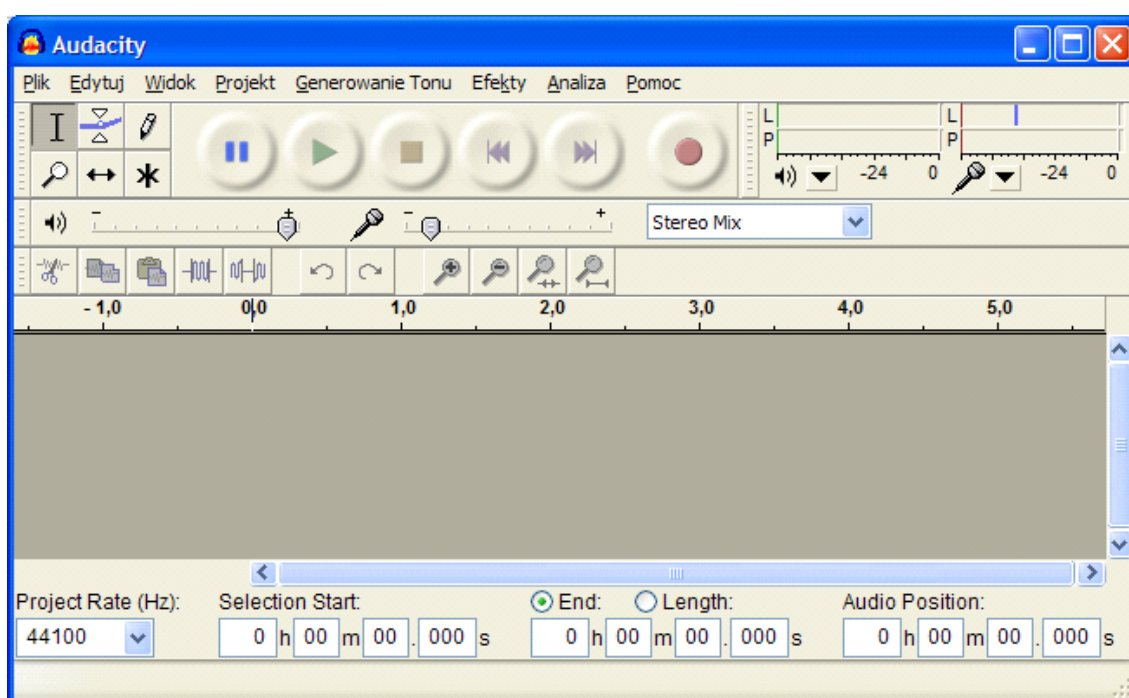 Audacity
Plik Edytuj Widok Projekt Generowanie Tonu Efekty Analiza Pomoc
L L
P P
-24 0 -24 0
- + - + Stereo Mix
- 1,0 0,0 1,0 2,0 3,0 4,0 5,0
Project Rate (Hz): Selection Start: End: Length: Audio Position:
44100 0 h 00 m 00 . 000 s 0 h 00 m 00 . 000 s 0 h 00 m 00 . 000 s